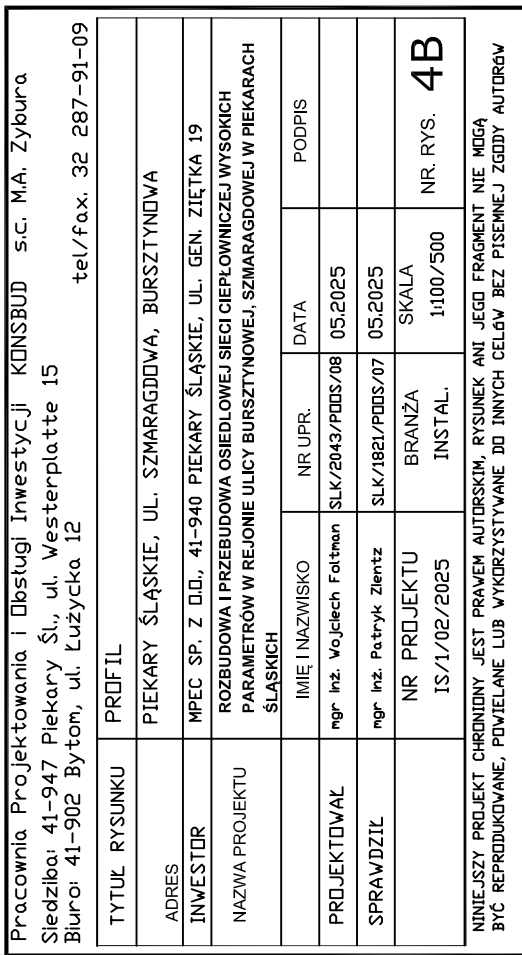 Pracownia Projektowania i Obsługi Inwestycji KONSBUD s.c. M.A. Zybura
Siedziba: 41-947 Piekary Śl., ul. Westerplatte 15
Biuro: 41-902 Bytom, ul. Łużycka 12 tel/fax. 32 287-91-09
TYTUŁ RYSUNKU PROFIL
ADRES PIEKARY ŚLĄSKIE, UL. SZMARAGDOWA, BURSZTYNOWA
INWESTOR MPEC SP. Z O.O., 41-940 PIEKARY ŚLĄSKIE, UL. GEN. ZIĘTKA 19
NAZWA PROJEKTU ROZBUDOWA I PRZEBUDOWA OSIEDLOWEJ SIECI CIEPŁOWNICZEJ WYSOKICH
PARAMETRÓW W REJONIE ULICY BURSZTYNOWEJ, SZMARAGDOWEJ W PIEKARACH
ŚLĄSKICH
IMIĘ I NAZWISKO NR UPR. DATA PODPIS
PROJEKTOWAŁ mgr inż. Wojciech Foltman SLK/2043/POOS/08 05.2025
SPRAWDZIŁ mgr inż. Patryk Zientz SLK/1821/POOS/07 05.2025
NR PROJEKTU BRANŻA SKALA NR. RYS. 4B
IS/1/02/2025 INSTAL. 1:100/500
NINIEJSZY PROJEKT CHRONIONY JEST PRAWEM AUTORSKIM, RYSUNEK ANI JEGO FRAGMENT NIE MOGĄ
BYĆ REPRODUKOWANE, POWIELANE LUB WYKORZYSTYWANE DO INNYCH CELÓW BEZ PISEMNEJ ZGODY AUTORÓW